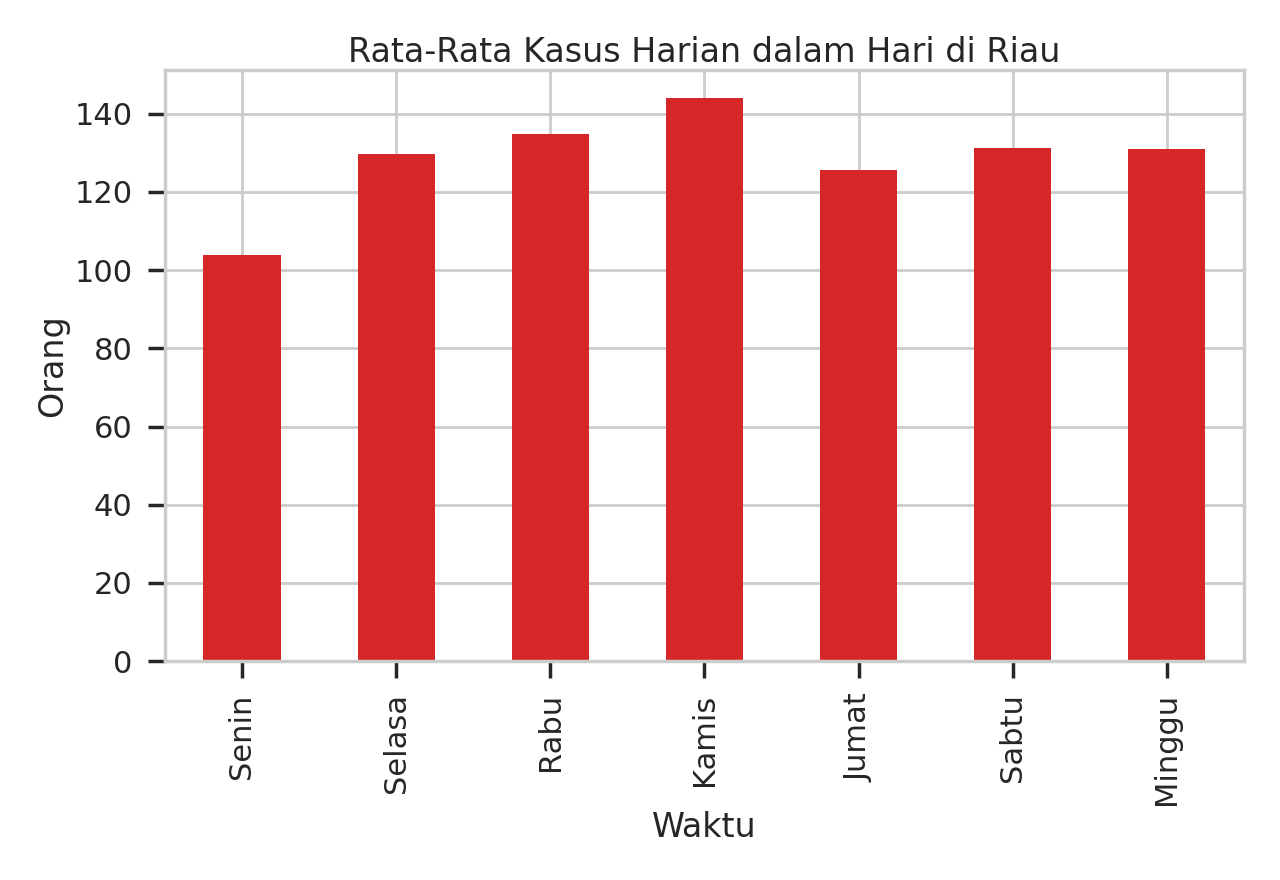 Rata-Rata Kasus Harian dalam Hari di Riau
140
120
100
80
60
40
20
0
Orang
Senin
Selasa
Rabu
Kamis
Jumat
Sabtu
Minggu
Waktu